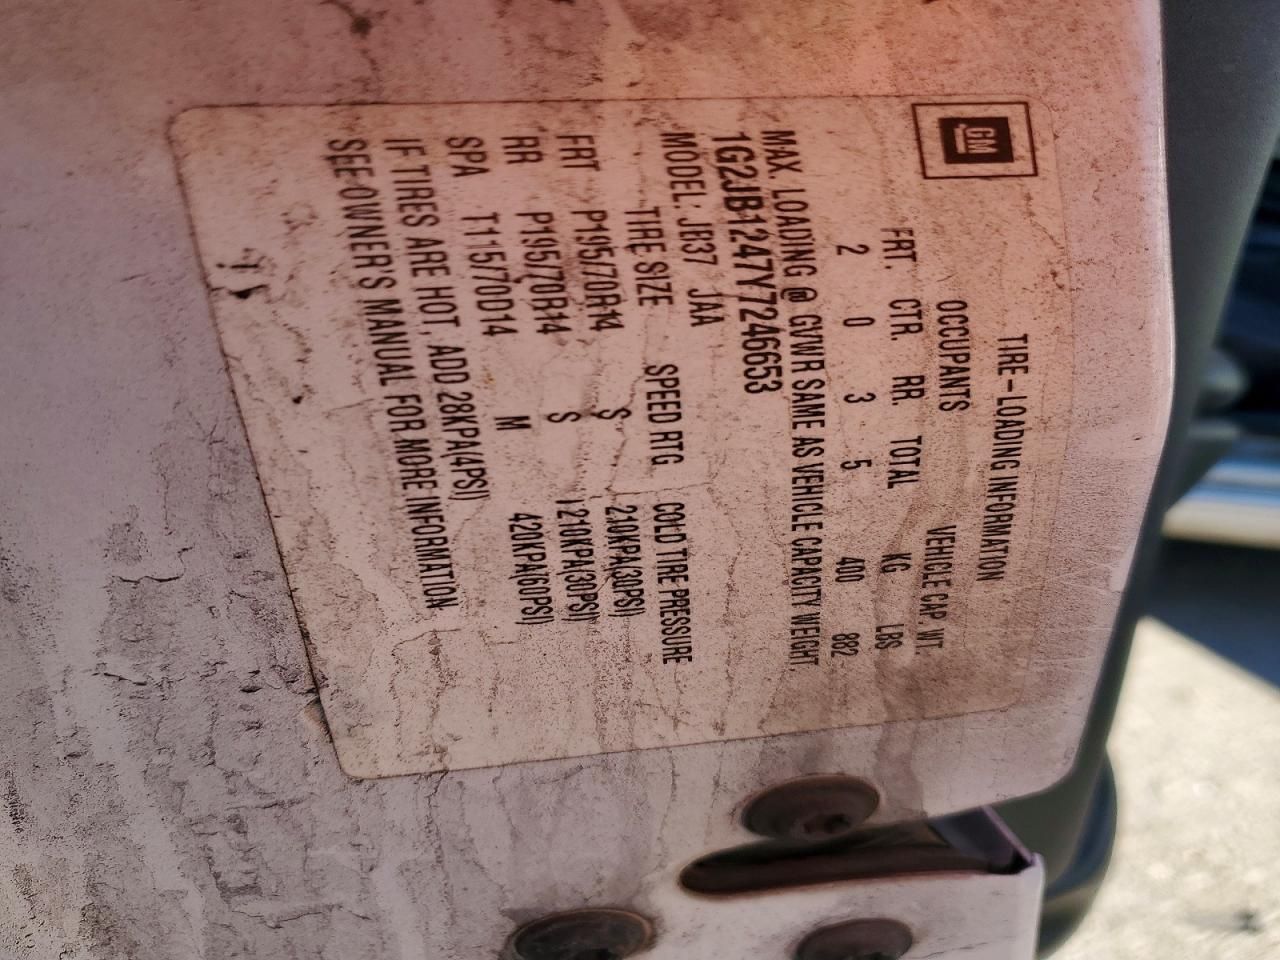 GM
TIRE-LOADING INFORMATION
OCCUPANTS VEHICLE CAP. WT.
FRT. CTR. RR. TOTAL KG LBS
2 0 3 5 400 882
MAX. LOADING @ GVWR SAME AS VEHICLE CAPACITY WEIGHT
1G2JB1247Y7246653
MODEL: JB37 JAA
TIRE SIZE SPEED RTG COLD TIRE PRESSURE
FRT P195/70R14 S 210KPA(30PSI)
RR P195/70R14 S 210KPA(30PSI)
SPA T115/70D14 M 420KPA(60PSI)
IF TIRES ARE HOT, ADD 28KPA(4PSI)
SEE OWNER'S MANUAL FOR MORE INFORMATION